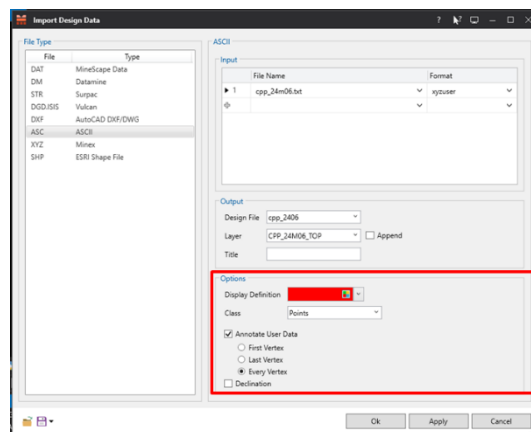 Import Design Data
File Type
File Type
DAT MineScape Data
DM Datamine
STR Surpac
DGD.ISIS Vulcan
DXF AutoCAD DXF/DWG
ASC ASCII
XYZ Minex
SHP ESRI Shape File
ASCII
Input
File Name Format
1 cpp_24m06.txt xyzuser
Output
Design File cpp_2406
Layer CPP_24M06_TOP Append
Title
Options
Display Definition
Class Points
Annotate User Data
First Vertex
Last Vertex
Every Vertex
Declination
Ok Apply Cancel